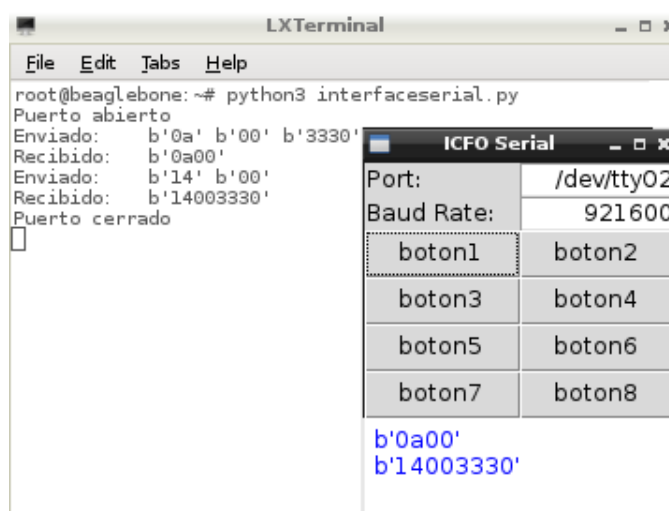 LXTerminal
File Edit Tabs Help
root@beaglebone:~# python3 interfaceserial.py
Puerto abierto
Enviado: b'0a' b'00' b'3330'
Recibido: b'0a00'
Enviado: b'14' b'00'
Recibido: b'14003330'
Puerto cerrado
ICFO Serial
Port: /dev/ttyO2
Baud Rate: 921600
boton1 boton2
boton3 boton4
boton5 boton6
boton7 boton8
b'0a00'
b'14003330'